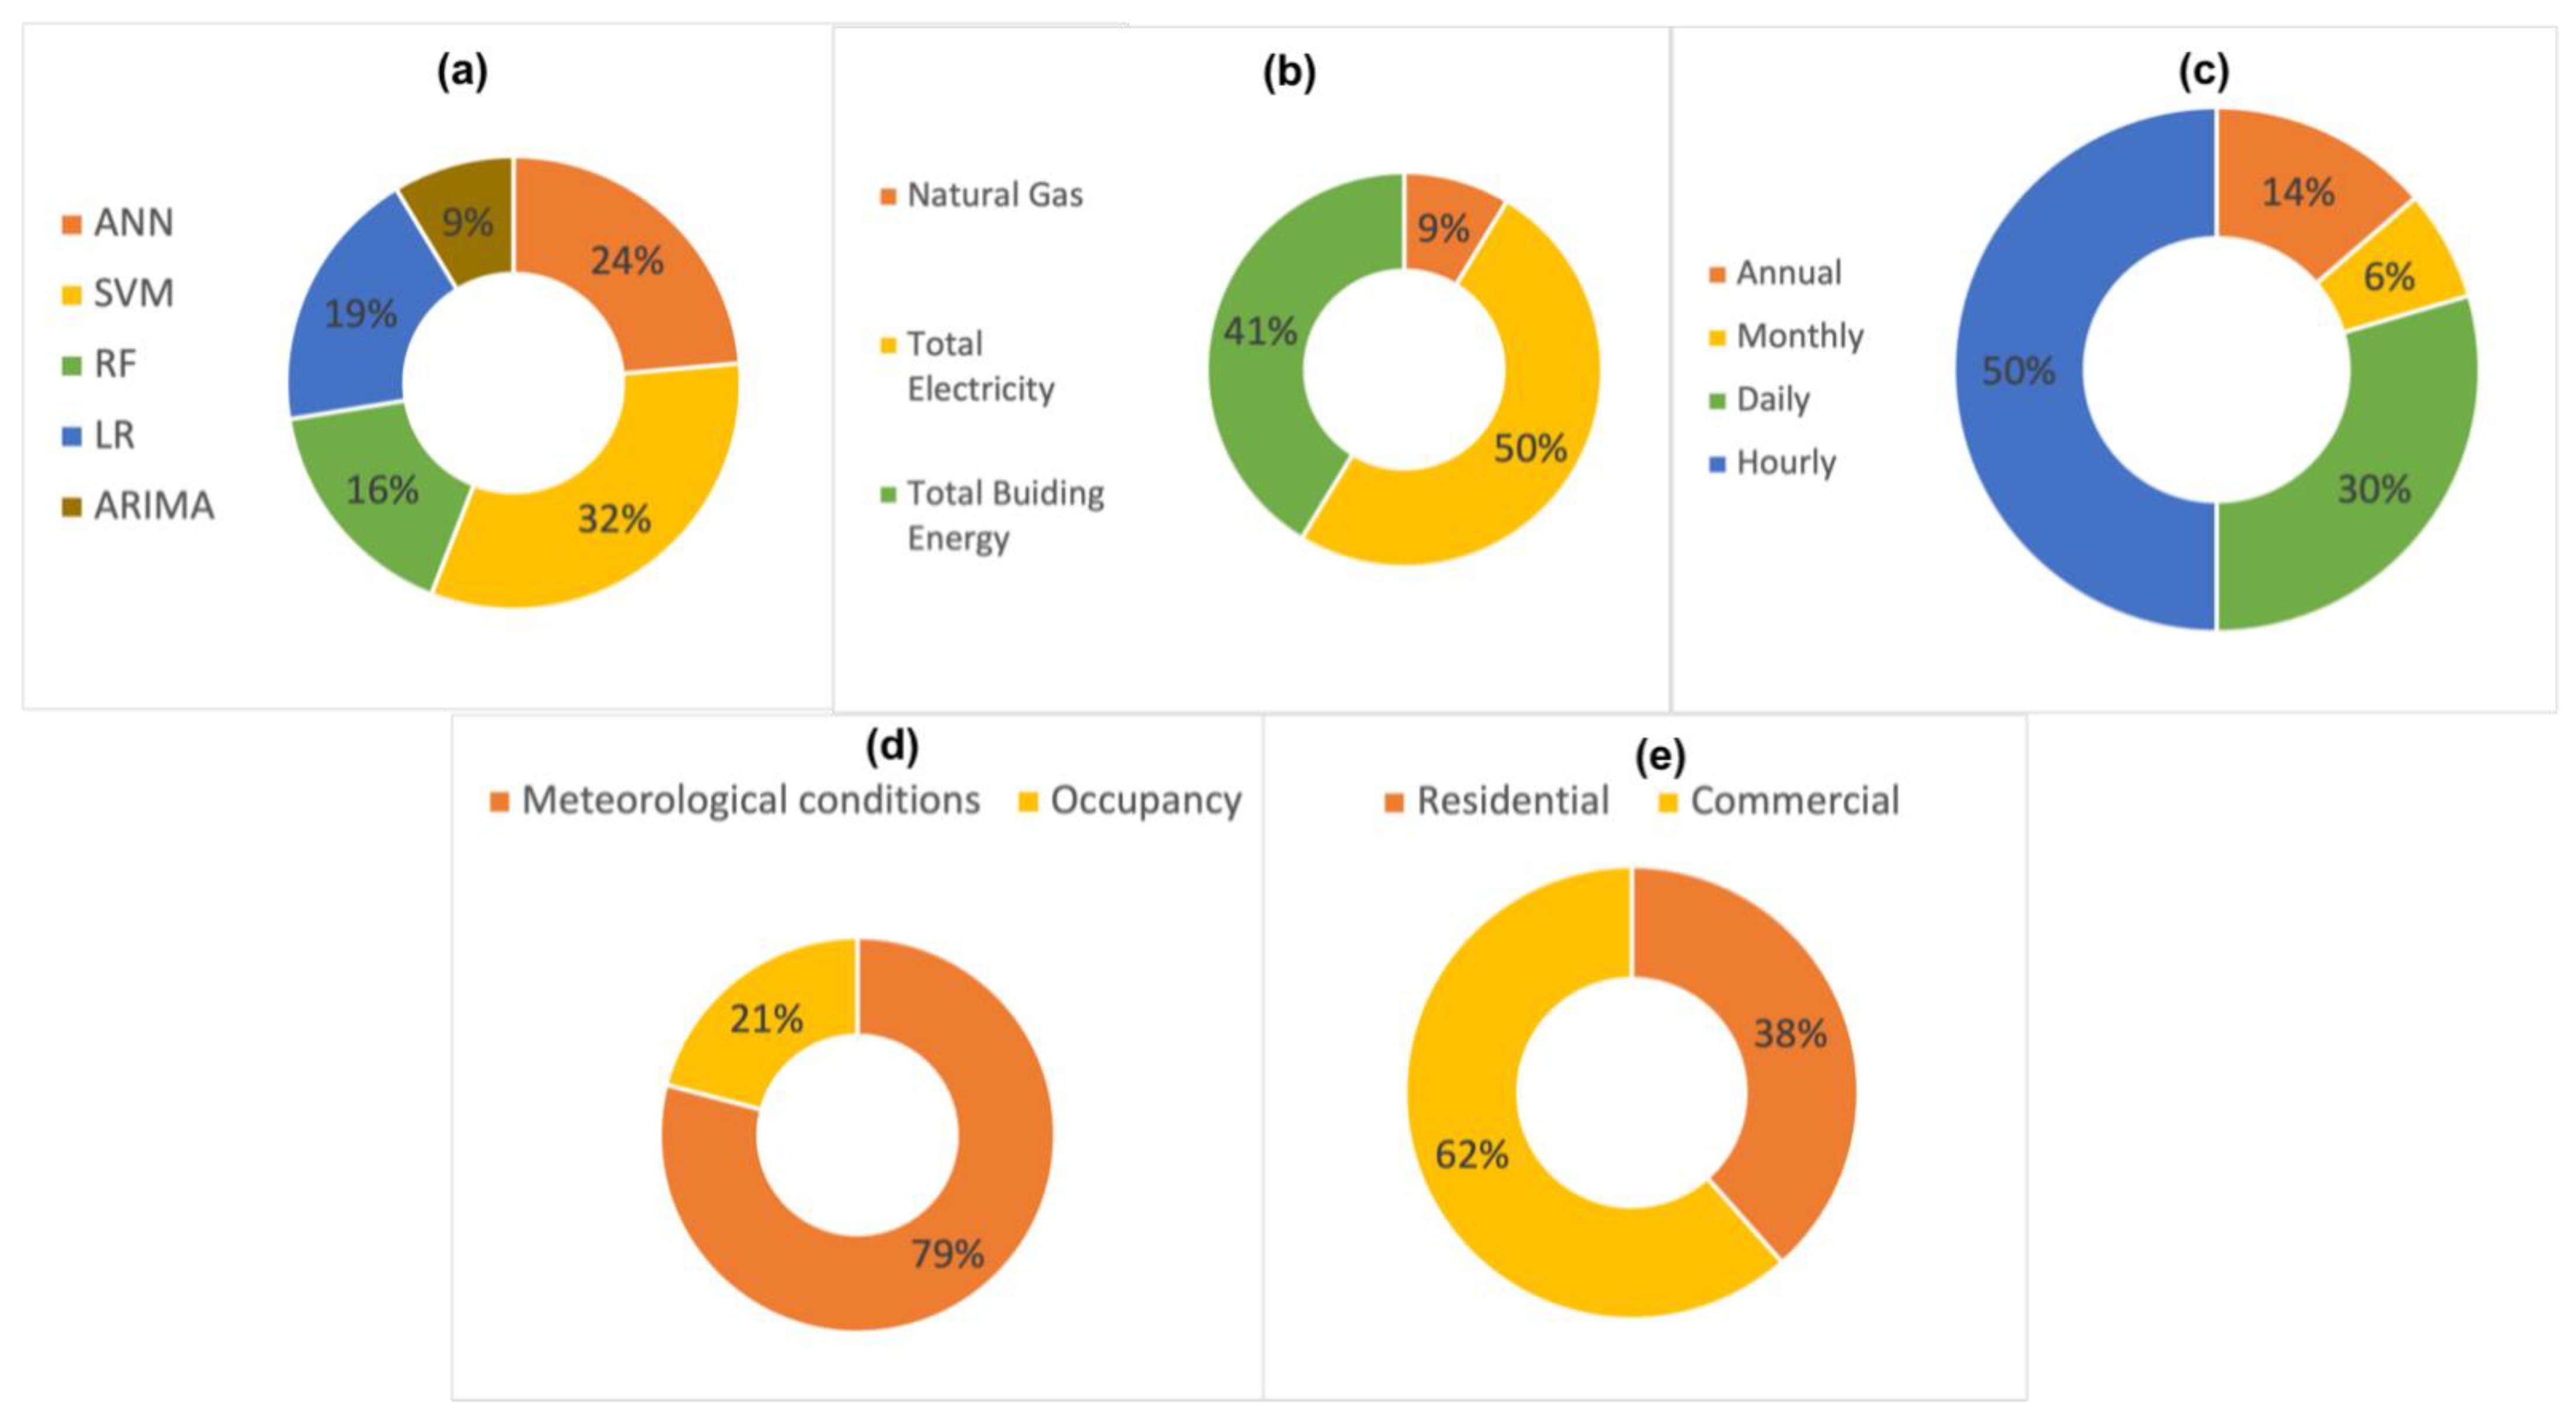 (a)
ANN
SVM
RF
LR
ARIMA
24%
32%
16%
19%
9%
(b)
Natural Gas
Total
Electricity
Total Buiding
Energy
9%
50%
41%
(c)
Annual
Monthly
Daily
Hourly
14%
6%
30%
50%
(d)
Meteorological conditions
Occupancy
21%
79%
(e)
Residential
Commercial
38%
62%